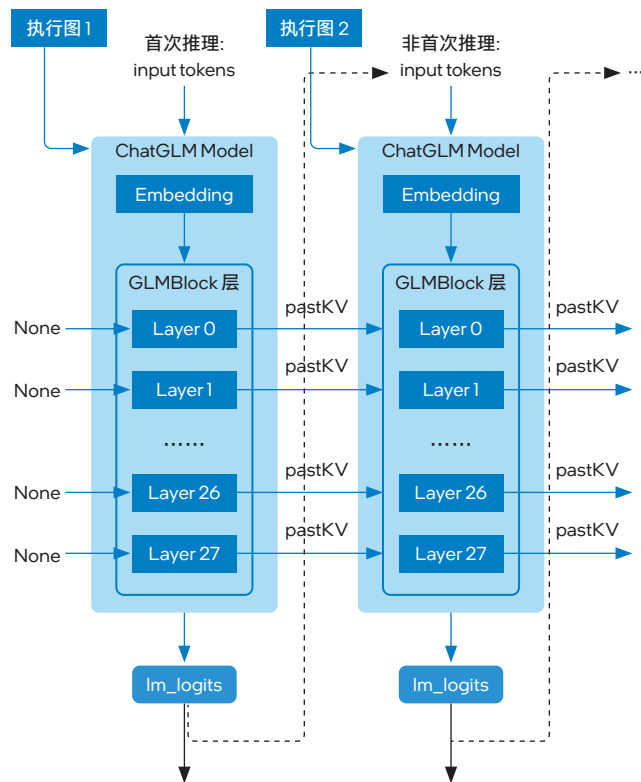 执行图 1
首次推理:
input tokens
执行图 2
非首次推理:
input tokens
...
ChatGLM Model
Embedding
GLMBlock 层
None
Layer 0
pastKV
None
Layer 1
pastKV
......
None
Layer 26
pastKV
None
Layer 27
pastKV
lm_logits
ChatGLM Model
Embedding
GLMBlock 层
Layer 0
pastKV
Layer 1
pastKV
......
Layer 26
pastKV
Layer 27
pastKV
lm_logits